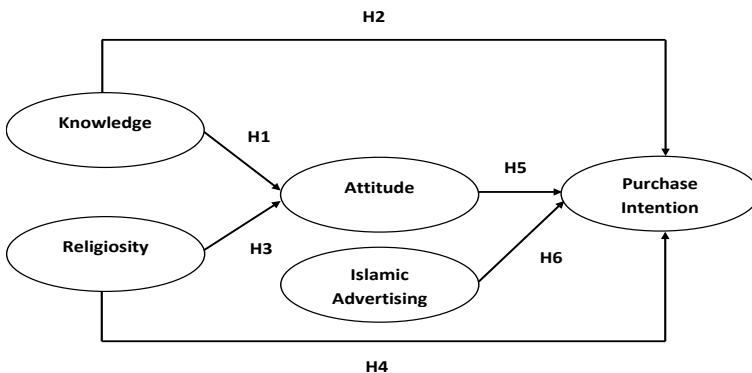 H2
Knowledge
H1
Attitude
H5
Purchase
Intention
Religiosity
H3
Islamic
Advertising
H6
H4